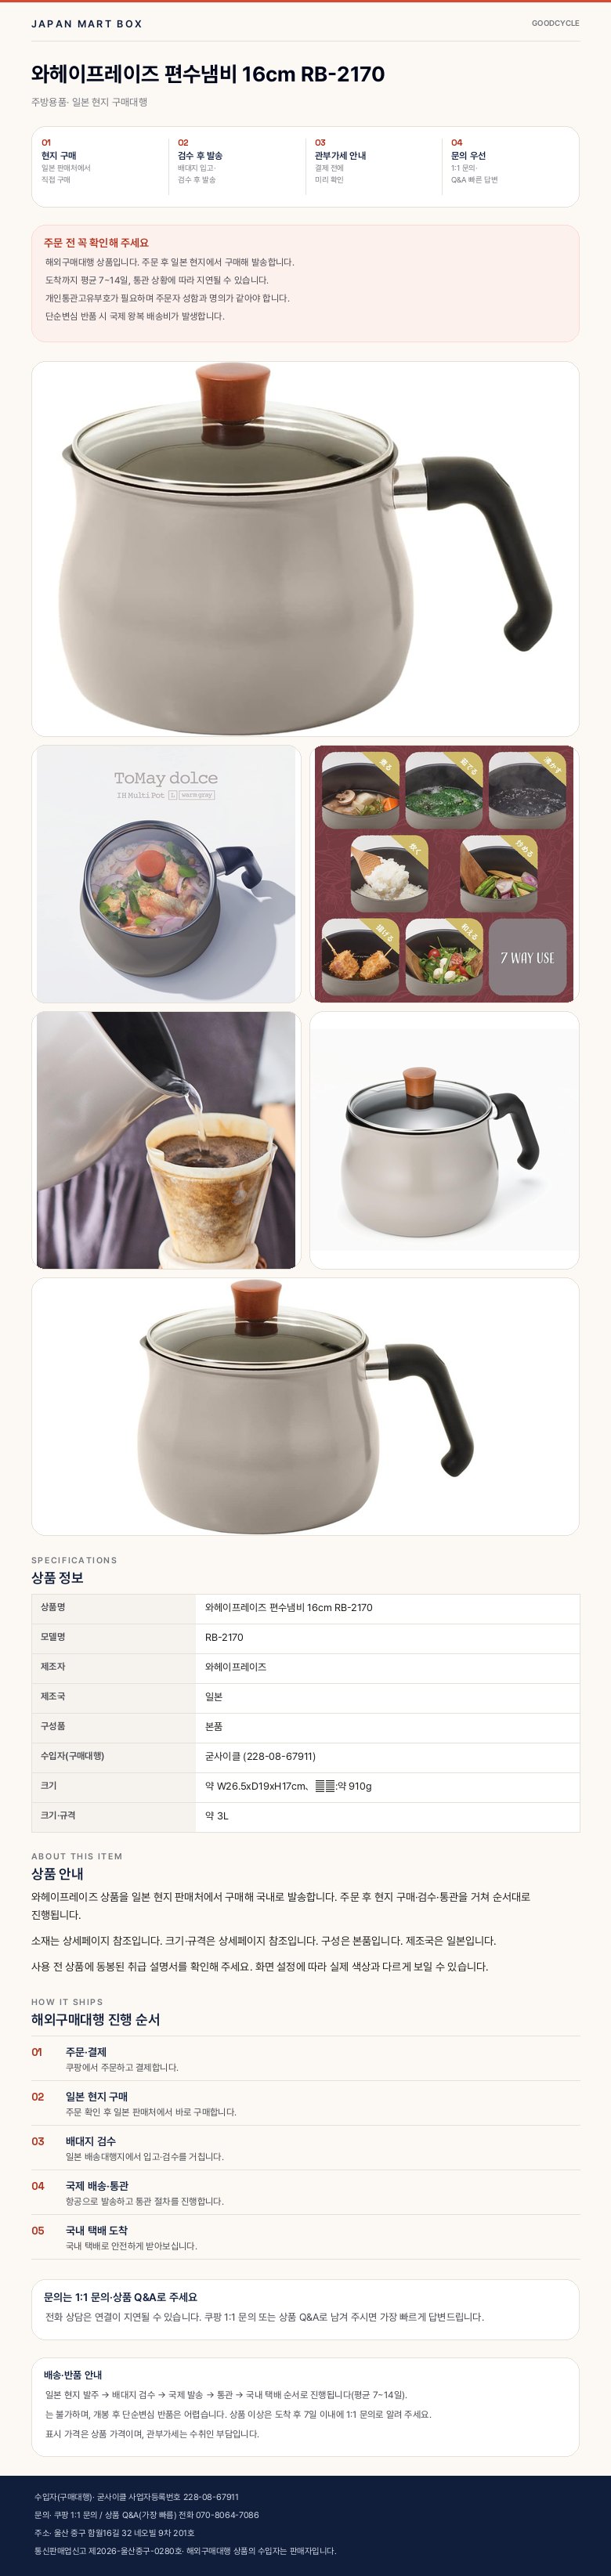 JAPAN MART BOX
GOODCYCLE
와헤이프레이즈 편수냄비 16cm RB-2170
주방용품· 일본 현지 구매대행
01
현지 구매
일본 판매처에서
직접 구매
02
검수 후 발송
배대지 입고·
검수 후 발송
03
관부가세 안내
결제 전에
미리 확인
04
문의 우선
1:1 문의·
Q&A 빠른 답변
주문 전 꼭 확인해 주세요
해외구매대행 상품입니다. 주문 후 일본 현지에서 구매해 발송합니다.
도착까지 평균 7~14일, 통관 상황에 따라 지연될 수 있습니다.
개인통관고유부호가 필요하며 주문자 성함과 명의가 같아야 합니다.
단순변심 반품 시 국제 왕복 배송비가 발생합니다.
ToMay dolce
IH Multi Pot L warm gray
煮る
茹でる
沸かす
炊く
炒める
揚げる
和える
7 WAY USE
SPECIFICATIONS
상품 정보
상품명 와헤이프레이즈 편수냄비 16cm RB-2170
모델명 RB-2170
제조자 와헤이프레이즈
제조국 일본
구성품 본품
수입자(구매대행) 굳사이클 (228-08-67911)
크기 약 W26.5xD19xH17cm、:약 910g
크기·규격 약 3L
ABOUT THIS ITEM
상품 안내
와헤이프레이즈 상품을 일본 현지 판매처에서 구매해 국내로 발송합니다. 주문 후 현지 구매·검수·통관을 거쳐 순서대로
진행됩니다.
소재는 상세페이지 참조입니다. 크기·규격은 상세페이지 참조입니다. 구성은 본품입니다. 제조국은 일본입니다.
사용 전 상품에 동봉된 취급 설명서를 확인해 주세요. 화면 설정에 따라 실제 색상과 다르게 보일 수 있습니다.
HOW IT SHIPS
해외구매대행 진행 순서
01 주문·결제
쿠팡에서 주문하고 결제합니다.
02 일본 현지 구매
주문 확인 후 일본 판매처에서 바로 구매합니다.
03 배대지 검수
일본 배송대행지에서 입고·검수를 거칩니다.
04 국제 배송·통관
항공으로 발송하고 통관 절차를 진행합니다.
05 국내 택배 도착
국내 택배로 안전하게 받아보십니다.
문의는 1:1 문의·상품 Q&A로 주세요
전화 상담은 연결이 지연될 수 있습니다. 쿠팡 1:1 문의 또는 상품 Q&A로 남겨 주시면 가장 빠르게 답변드립니다.
배송·반품 안내
일본 현지 발주 → 배대지 검수 → 국제 발송 → 통관 → 국내 택배 순서로 진행됩니다(평균 7~14일).
는 불가하며, 개봉 후 단순변심 반품은 어렵습니다. 상품 이상은 도착 후 7일 이내에 1:1 문의로 알려 주세요.
표시 가격은 상품 가격이며, 관부가세는 수취인 부담입니다.
수입자(구매대행)· 굳사이클 사업자등록번호 228-08-67911
문의· 쿠팡 1:1 문의 / 상품 Q&A(가장 빠름) 전화 070-8064-7086
주소· 울산 중구 함월16길 32 네오빌 9차 201호
통신판매업신고 제2026-울산중구-0280호· 해외구매대행 상품의 수입자는 판매자입니다.